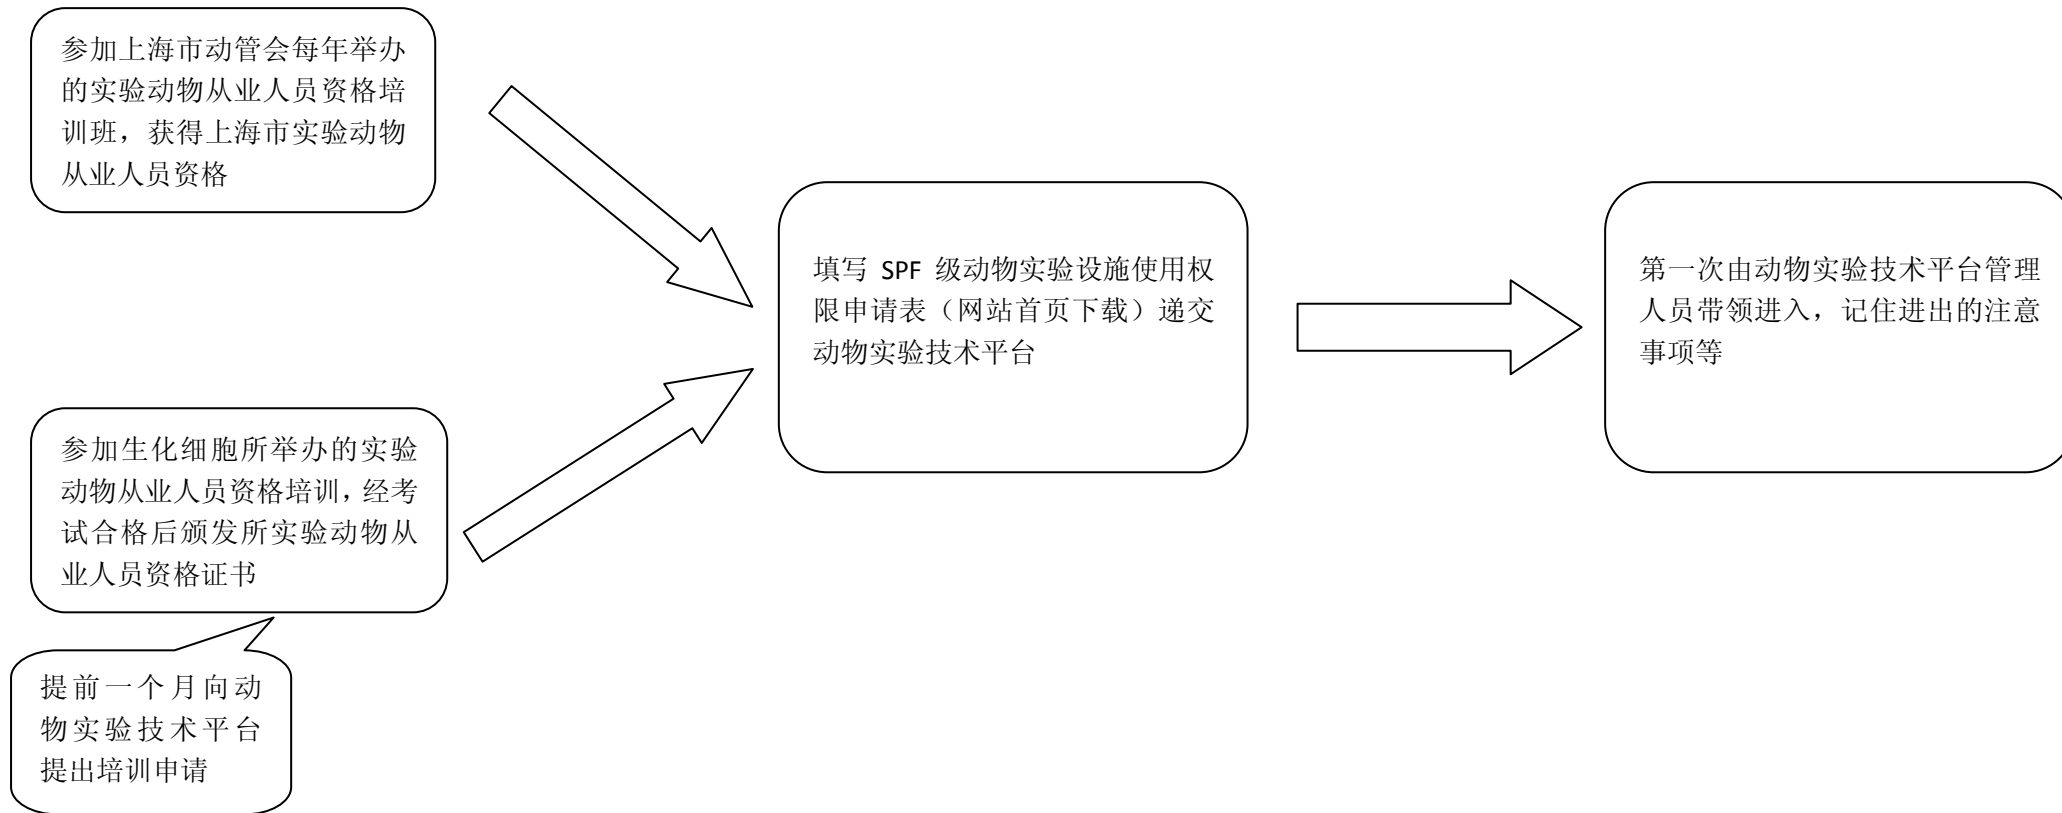 参加上海市动管会每年举办
的实验动物从业人员资格培
训班，获得上海市实验动物
从业人员资格
填写 SPF 级动物实验设施使用权
限申请表（网站首页下载）递交
动物实验技术平台
第一次由动物实验技术平台管理
人员带领进入，记住进出的注意
事项等
参加生化细胞所举办的实验
动物从业人员资格培训，经考
试合格后颁发所实验动物从
业人员资格证书
提前一个月向动
物实验技术平台
提出培训申请